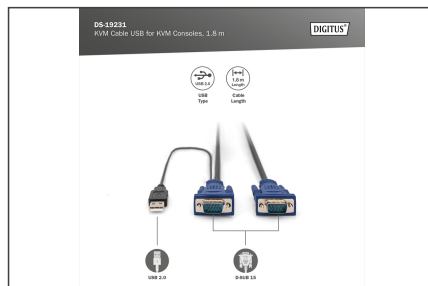 DS-19231
KVM Cable USB for KVM Consoles, 1.8 m
DIGITUS®
USB 2.0
1.8 m
Length
USB
Type
Cable
Length
USB 2.0
D-SUB 15